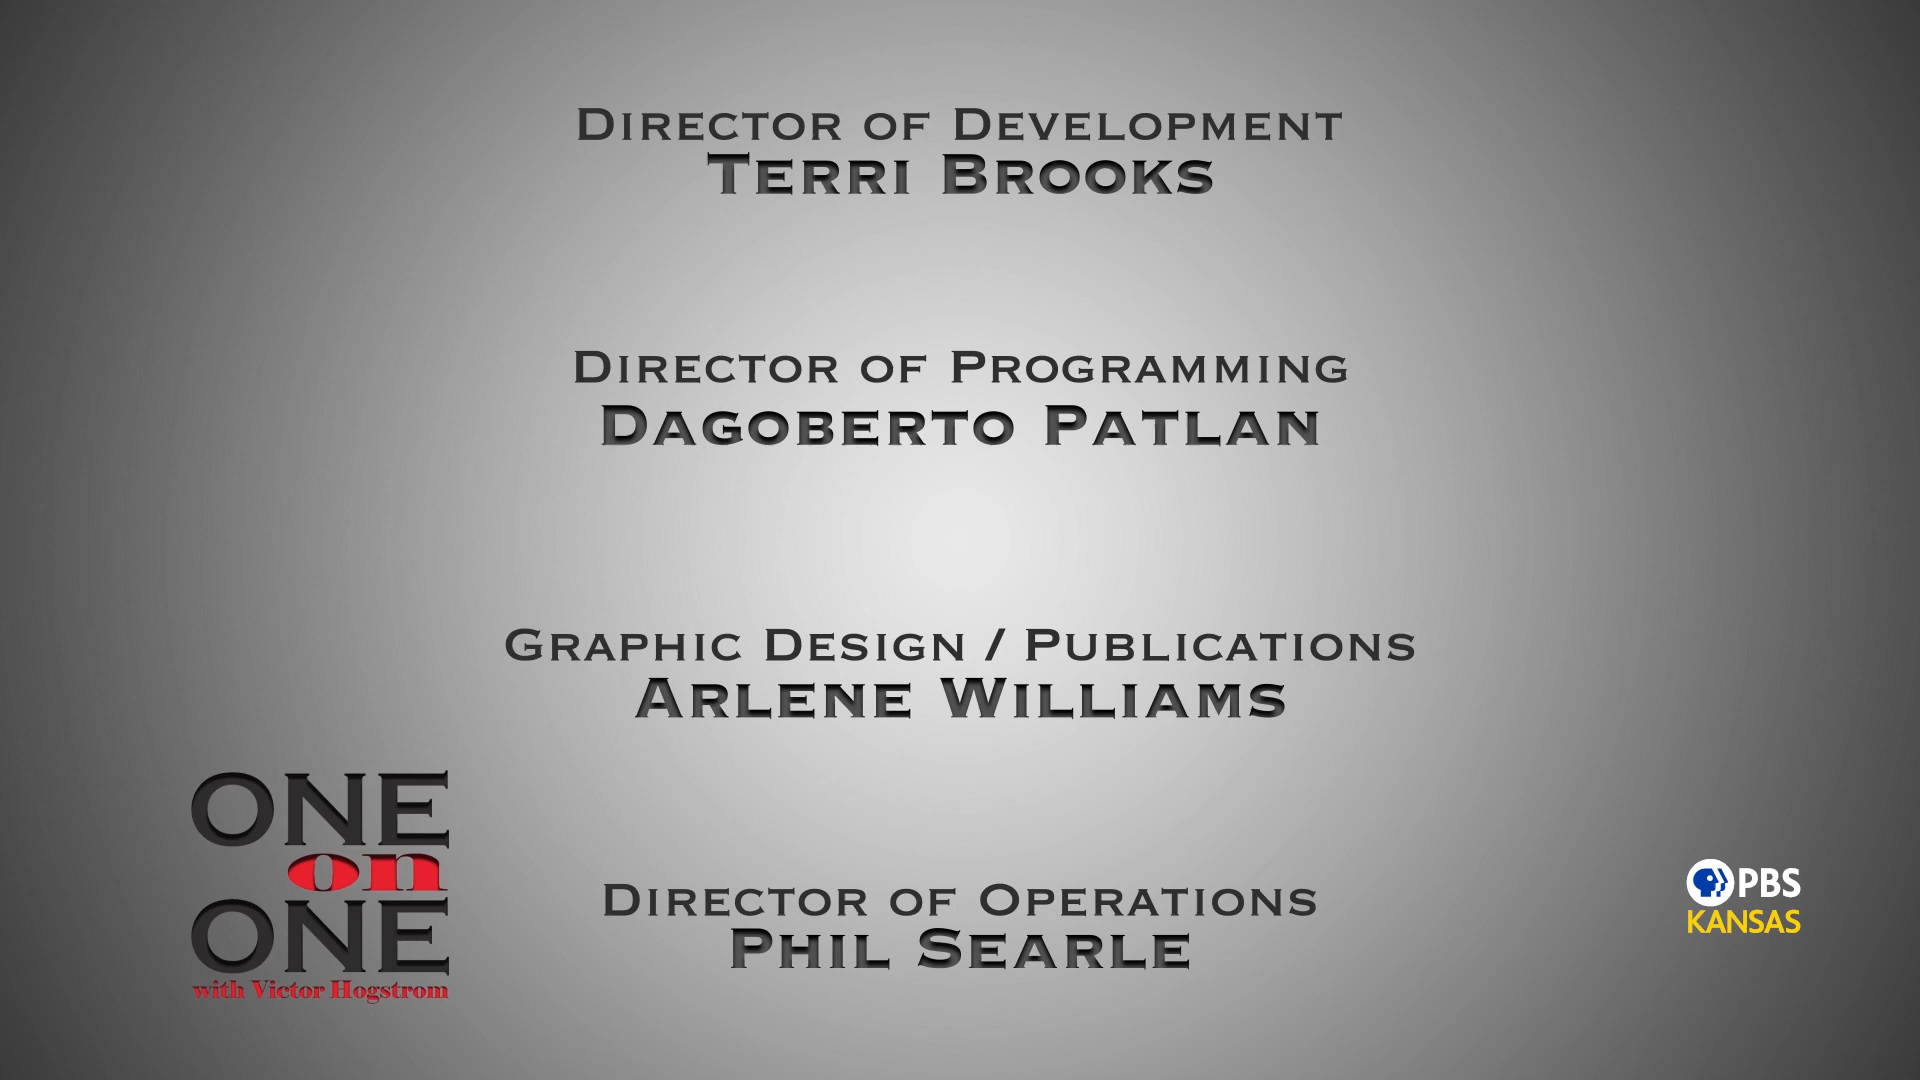 Director of Development
Terri Brooks
Director of Programming
Dagoberto Patlan
Graphic Design / Publications
Arlene Williams
Director of Operations
Phil Searle
ONE
on
ONE
with Victor Hogstrom
PBS
KANSAS